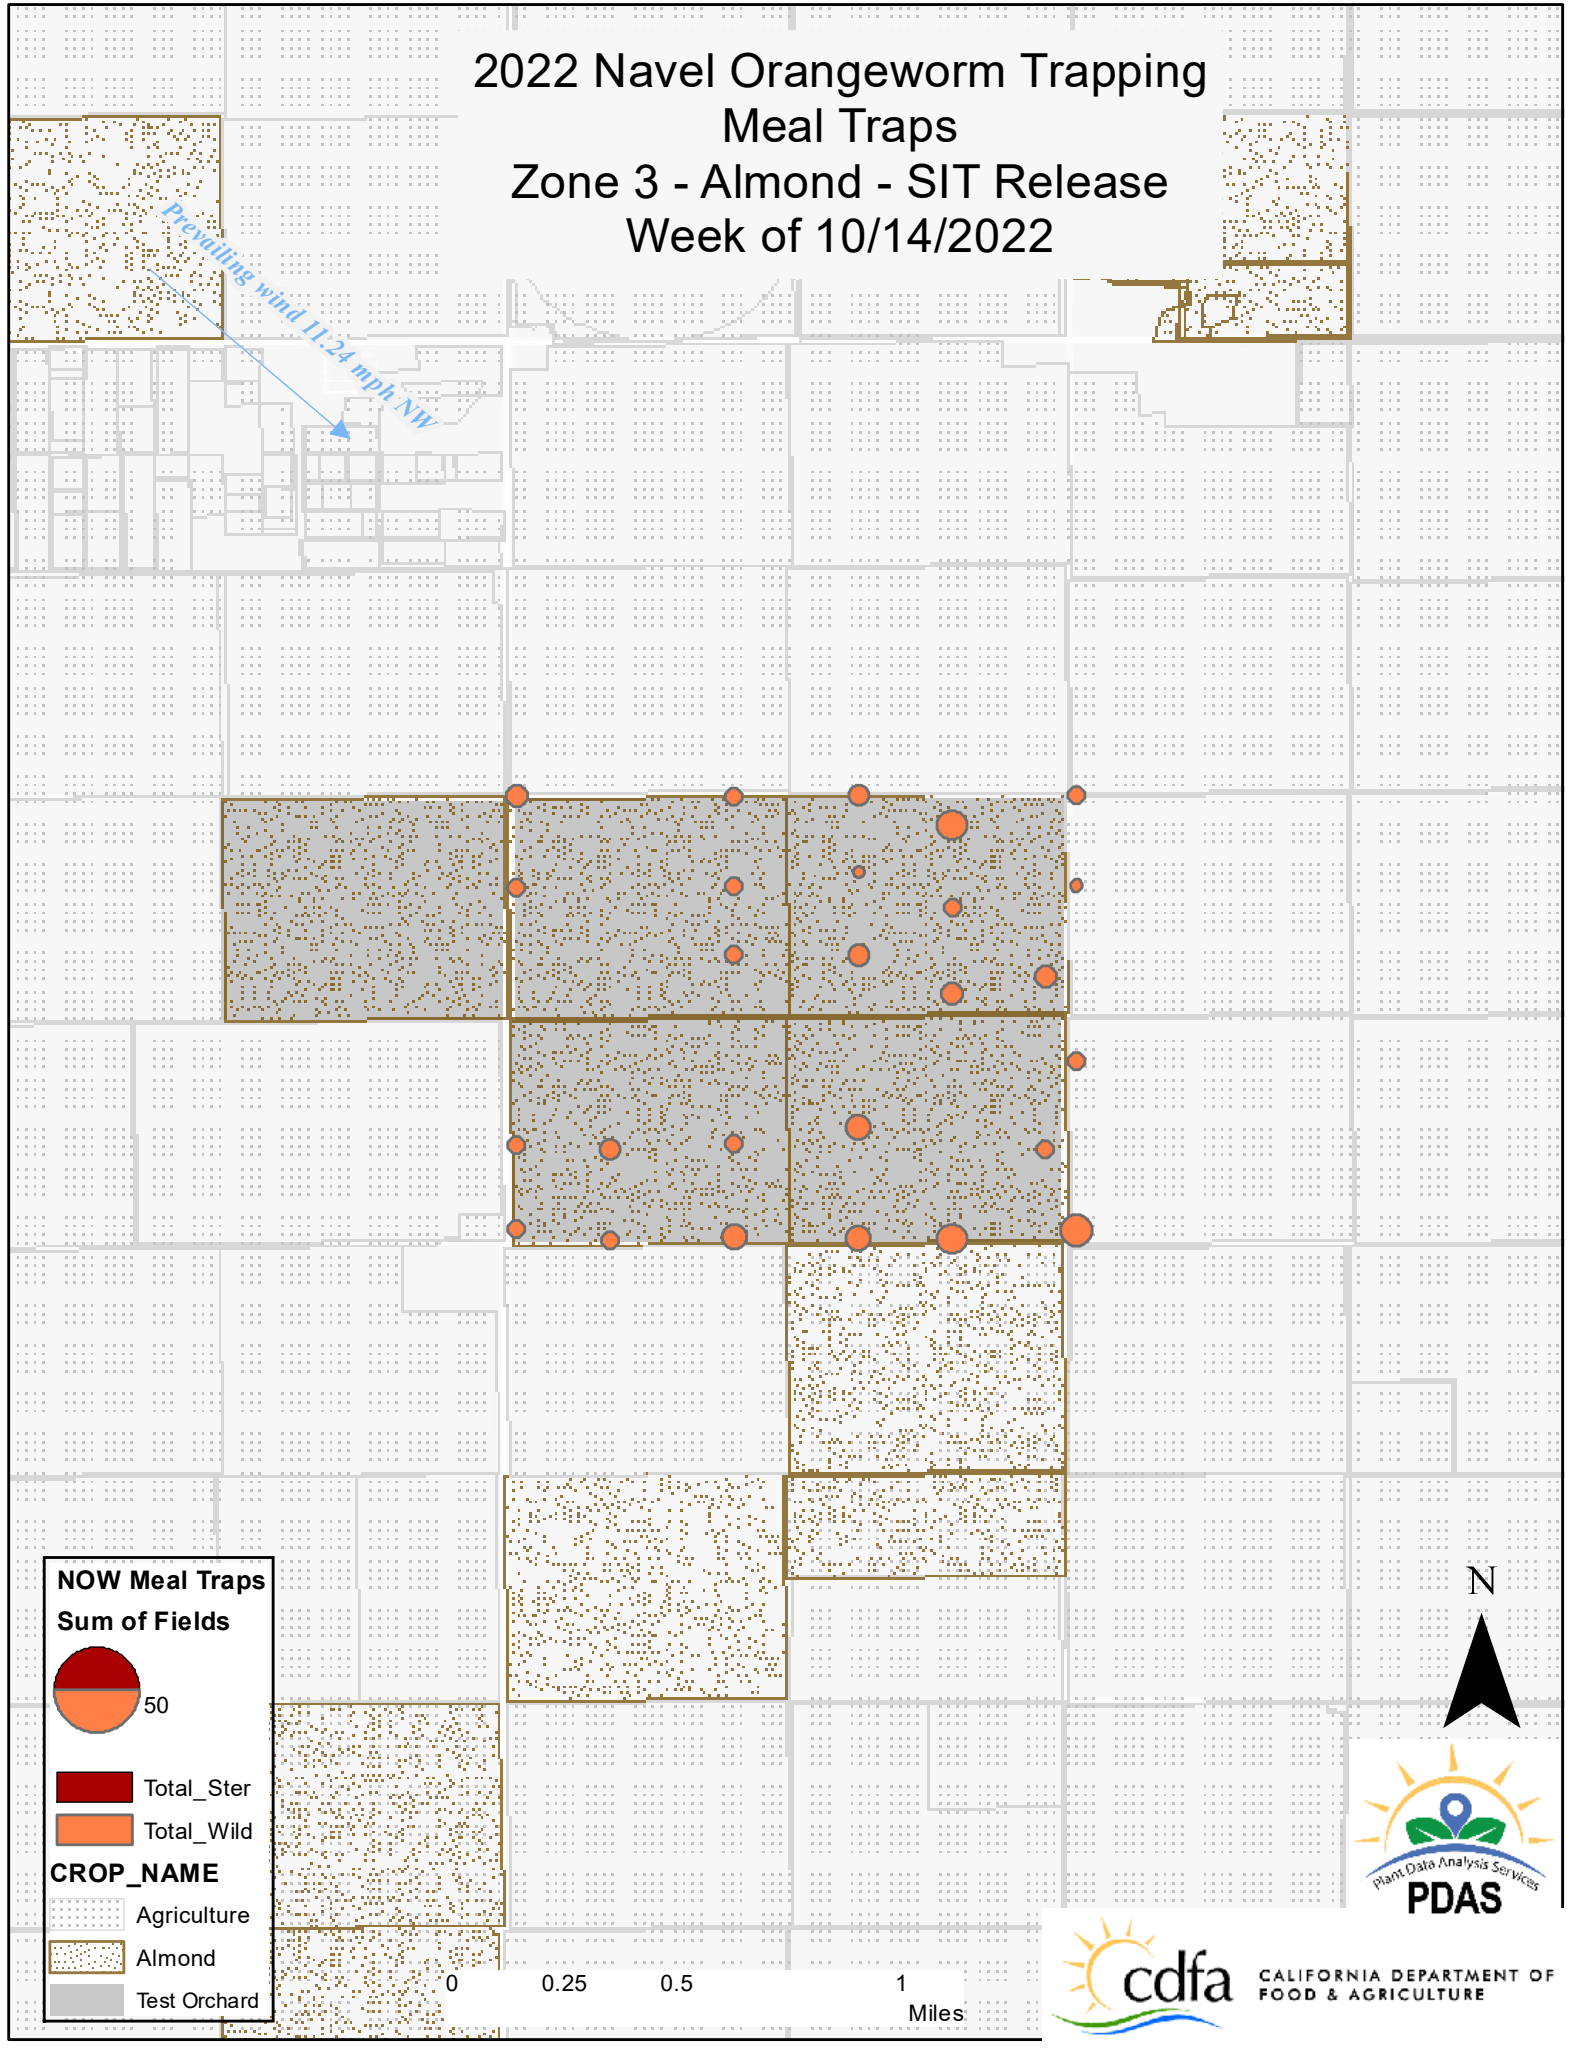 2022 Navel Orangeworm Trapping
Meal Traps
Zone 3 - Almond - SIT Release
Week of 10/14/2022
Prevailing wind 11.24 mph NW
NOW Meal Traps
Sum of Fields
50
Total_Ster
Total_Wild
CROP_NAME
Agriculture
Almond
Test Orchard
0 0.25 0.5 1
Miles
N
Plant Data Analysis Services
PDAS
cdfa
CALIFORNIA DEPARTMENT OF
FOOD & AGRICULTURE